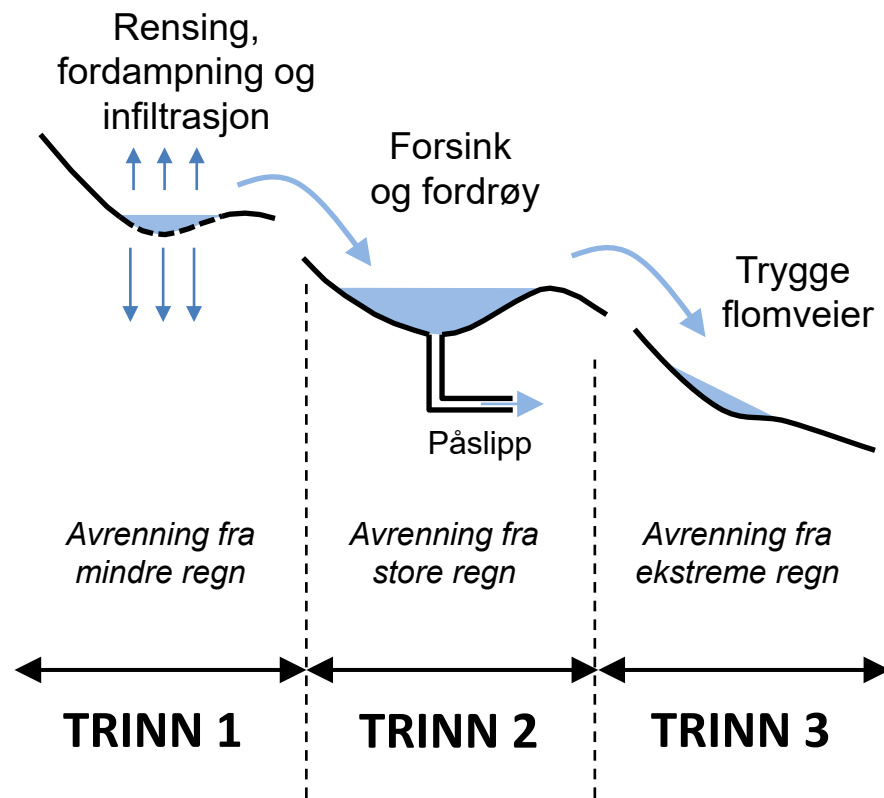 Rensing,
fordampning og
infiltrasjon
Forsink
og fordrøy
Trygge
flomveier
Påslipp
Avrenning fra
mindre regn
Avrenning fra
store regn
Avrenning fra
ekstreme regn
TRINN 1
TRINN 2
TRINN 3